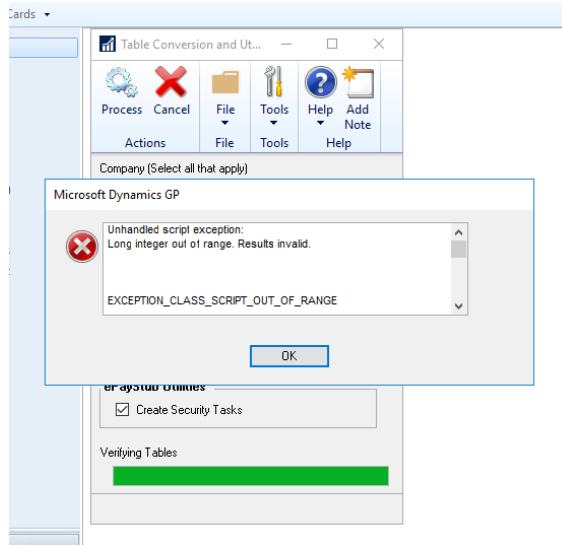 Cards
Table Conversion and Ut...
Process Cancel File Tools Help Add Note
Actions File Tools Help
Company (Select all that apply)
Microsoft Dynamics GP
Unhandled script exception:
Long integer out of range. Results invalid.
EXCEPTION_CLASS_SCRIPT_OUT_OF_RANGE
OK
ePayStub Utilities
Create Security Tasks
Verifying Tables